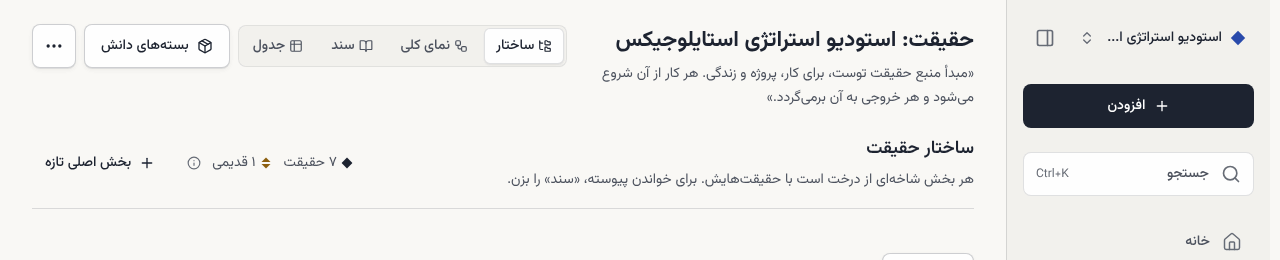 استودیو استراتژی ا...
افزودن
جستجو
Ctrl+K
خانه
حقیقت: استودیو استراتژی استایلوجیکس
«مبدأ منبع حقیقت توست، برای کار، پروژه و زندگی. هر کار از آن شروع
می‌شود و هر خروجی به آن برمی‌گردد.»
ساختار
نمای کلی
سند
جدول
بسته‌های دانش
ساختار حقیقت
هر بخش شاخه‌ای از درخت است با حقیقت‌هایش. برای خواندن پیوسته، «سند» را بزن.
۷ حقیقت
۱ قدیمی
بخش اصلی تازه